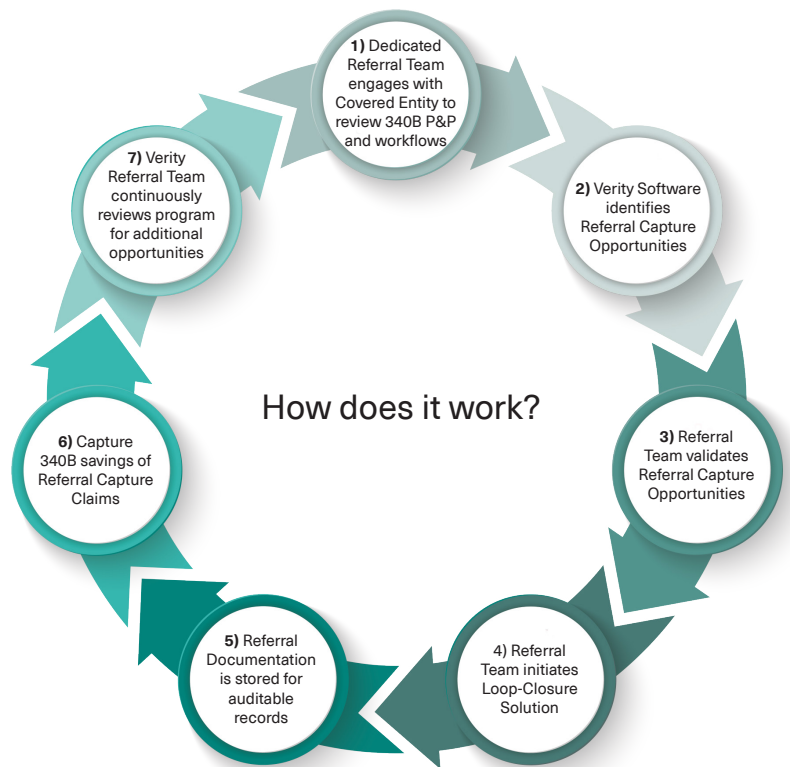 1) Dedicated
Referral Team
engages with
Covered Entity to
review 340B P&P
and workflows
2) Verity Software
identifies
Referral Capture
Opportunities
3) Referral
Team validates
Referral Capture
Opportunities
4) Referral
Team initiates
Loop-Closure
Solution
5) Referral
Documentation
is stored for
auditable
records
6) Capture
340B savings of
Referral Capture
Claims
7) Verity
Referral Team
continuously
reviews program
for additional
opportunities
How does it work?